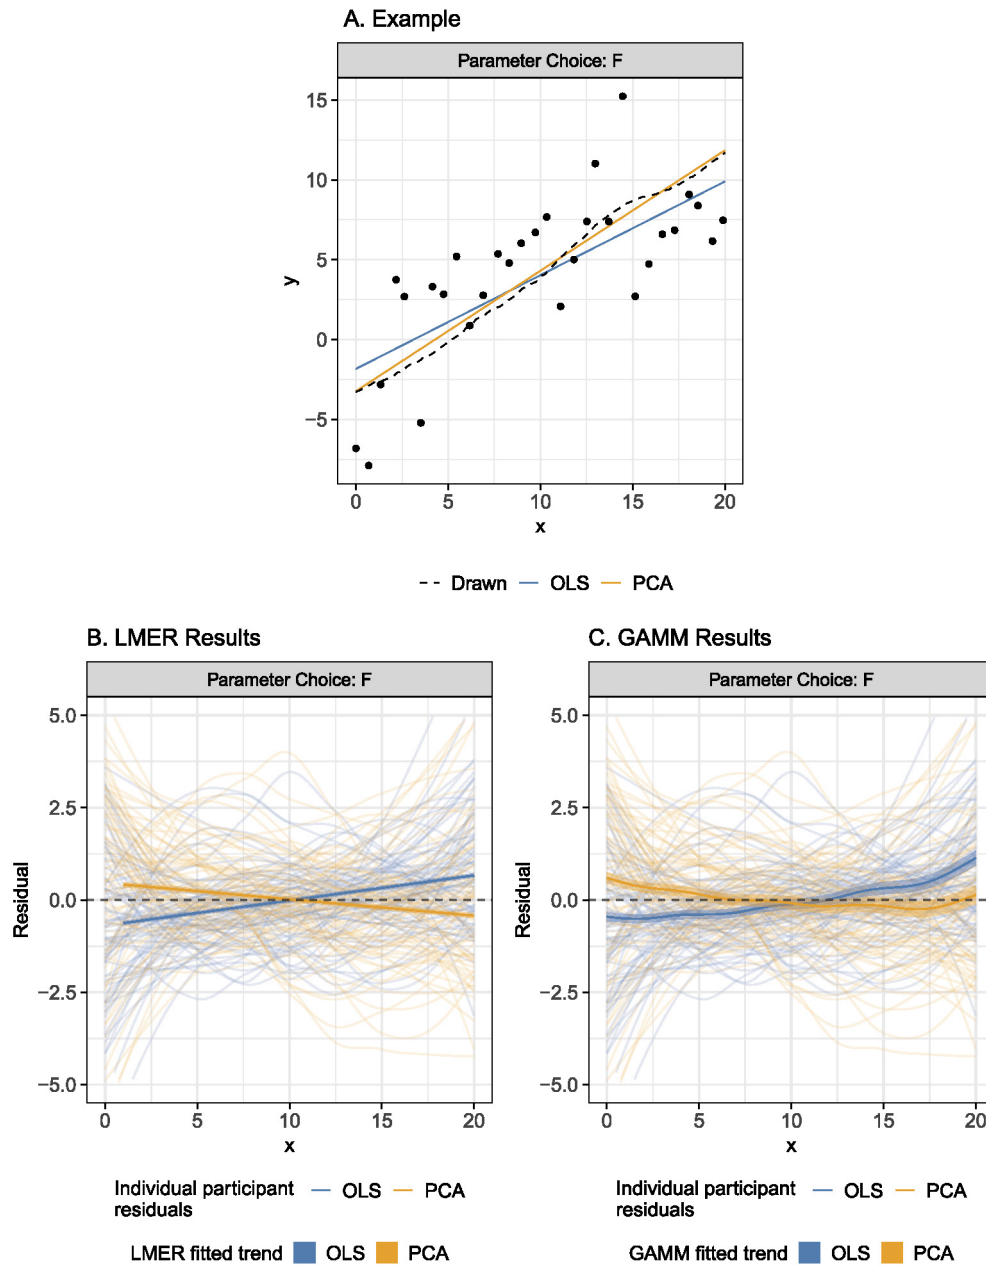 A. Example
Parameter Choice: F
15
10
5
0
−5
y
0 5 10 15 20
x
Drawn OLS PCA
B. LMER Results
Parameter Choice: F
5.0
2.5
0.0
−2.5
−5.0
Residual
0 5 10 15 20
x
Individual participant residuals OLS PCA
LMER fitted trend OLS PCA
C. GAMM Results
Parameter Choice: F
5.0
2.5
0.0
−2.5
−5.0
Residual
0 5 10 15 20
x
Individual participant residuals OLS PCA
GAMM fitted trend OLS PCA